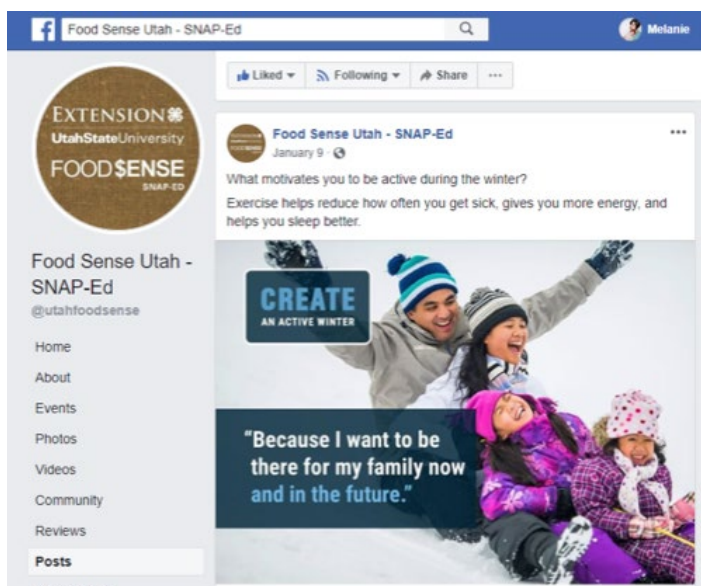 Food Sense Utah - SNAP-Ed
Melanie
Liked
Following
Share
EXTENSION
UtahStateUniversity
FOOD$ENSE
SNAP-ED
Food Sense Utah -
SNAP-Ed
@utahfoodsense
Home
About
Events
Photos
Videos
Community
Reviews
Posts
Food Sense Utah - SNAP-Ed
January 9
What motivates you to be active during the winter?
Exercise helps reduce how often you get sick, gives you more energy, and
helps you sleep better.
CREATE
AN ACTIVE WINTER
"Because I want to be
there for my family now
and in the future."